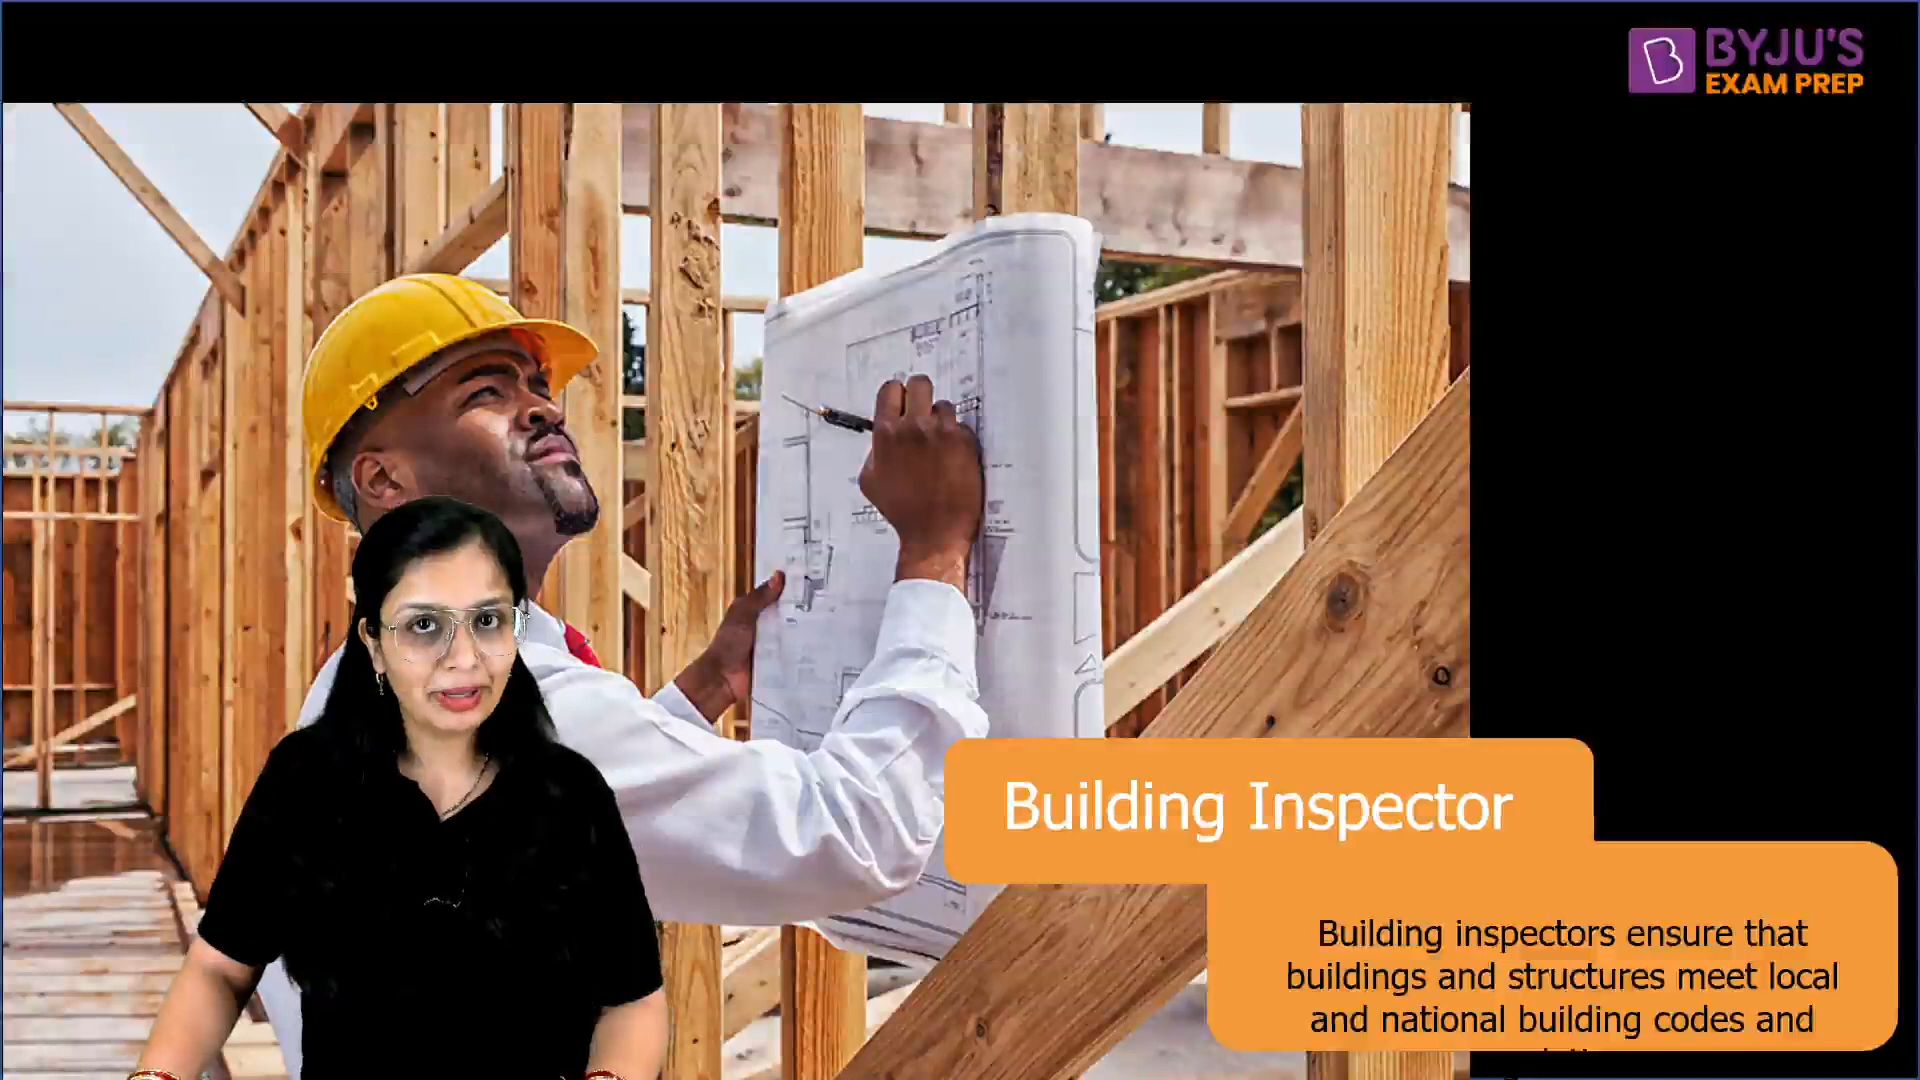 BYJU'S
EXAM PREP
Building Inspector
Building inspectors ensure that
buildings and structures meet local
and national building codes and